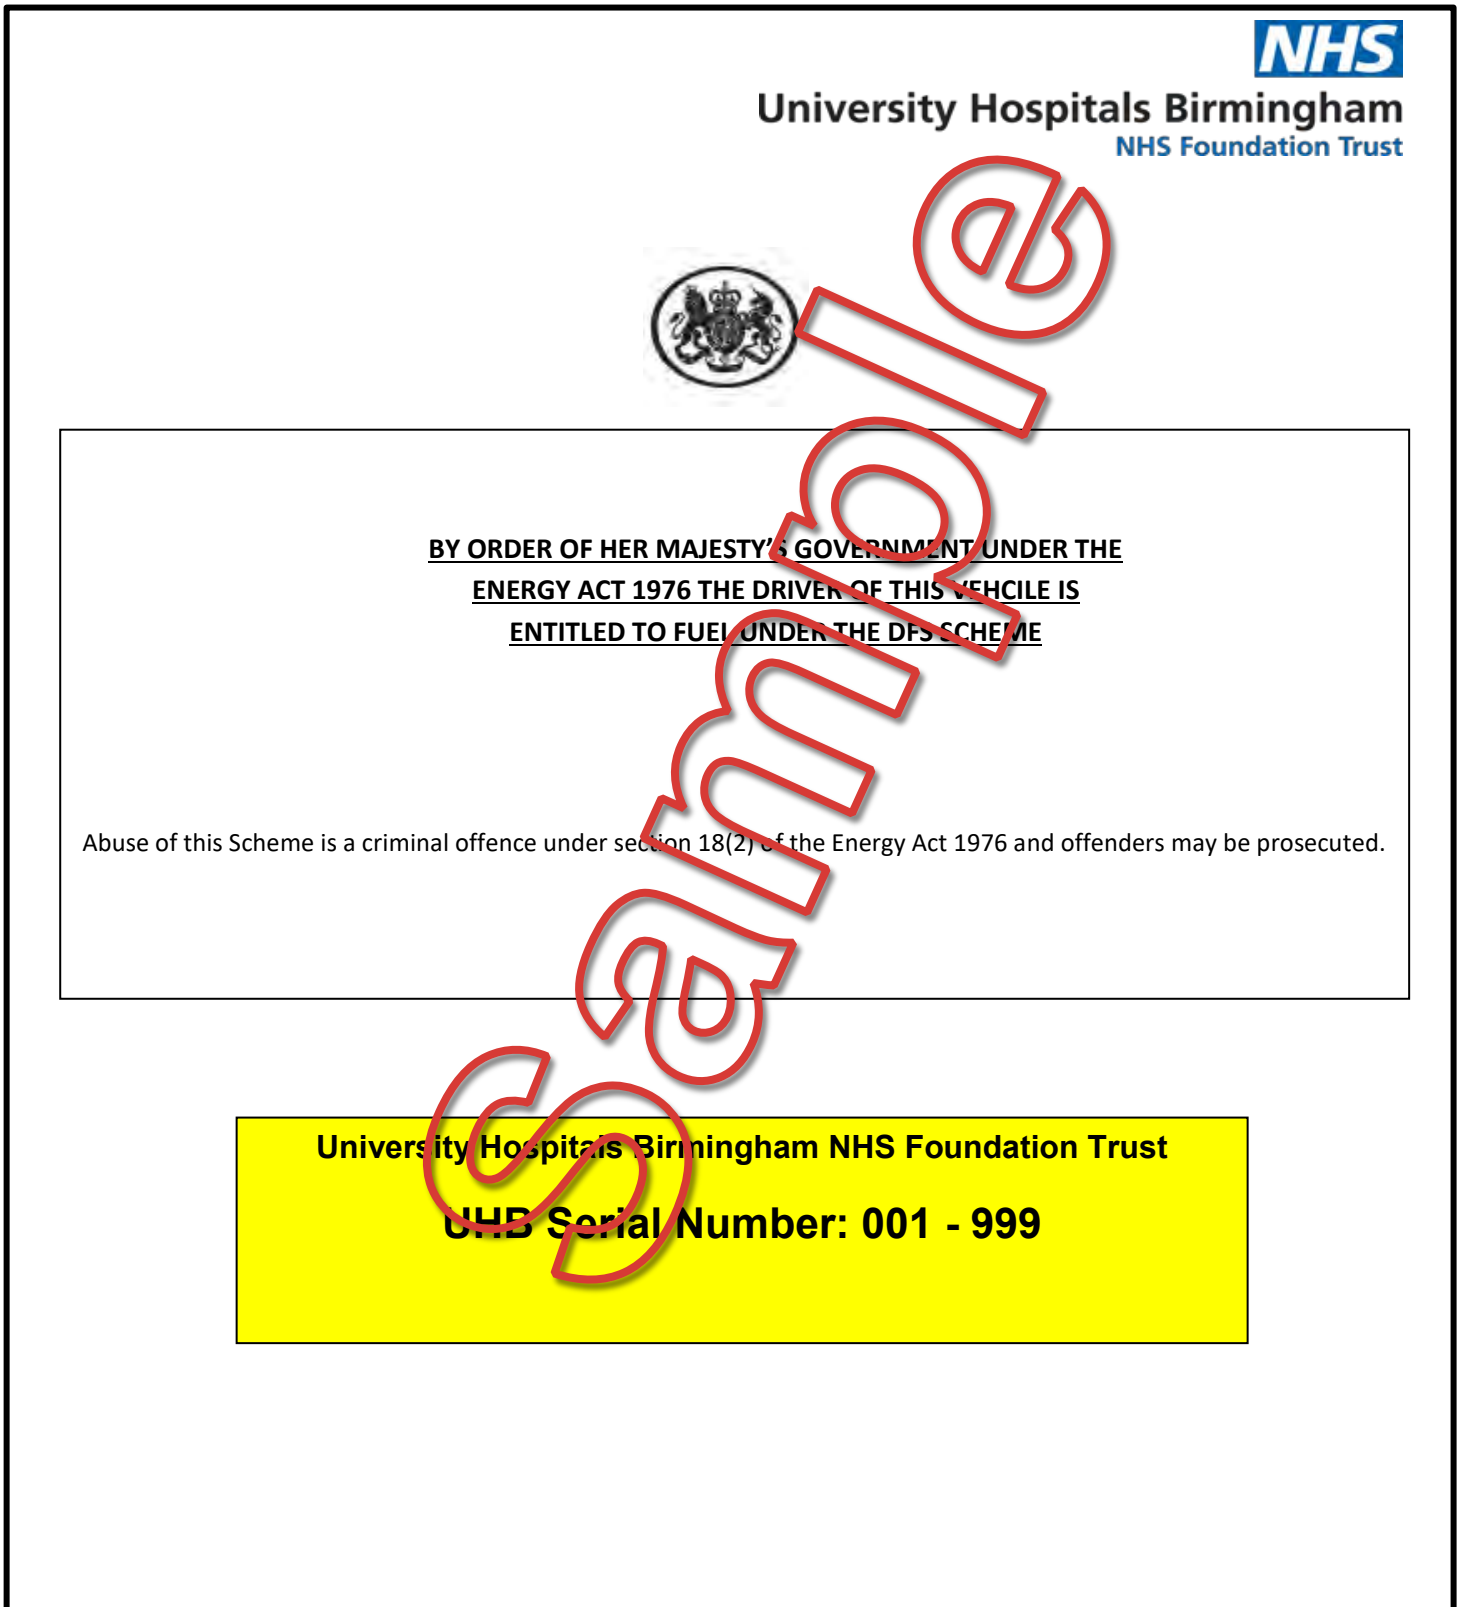 NHS
University Hospitals Birmingham
NHS Foundation Trust
BY ORDER OF HER MAJESTY’S GOVERNMENT UNDER THE
ENERGY ACT 1976 THE DRIVER OF THIS VEHCILE IS
ENTITLED TO FUEL UNDER THE DFS SCHEME
Abuse of this Scheme is a criminal offence under section 18(2) of the Energy Act 1976 and offenders may be prosecuted.
University Hospitals Birmingham NHS Foundation Trust
UHB Serial Number: 001 - 999
sample